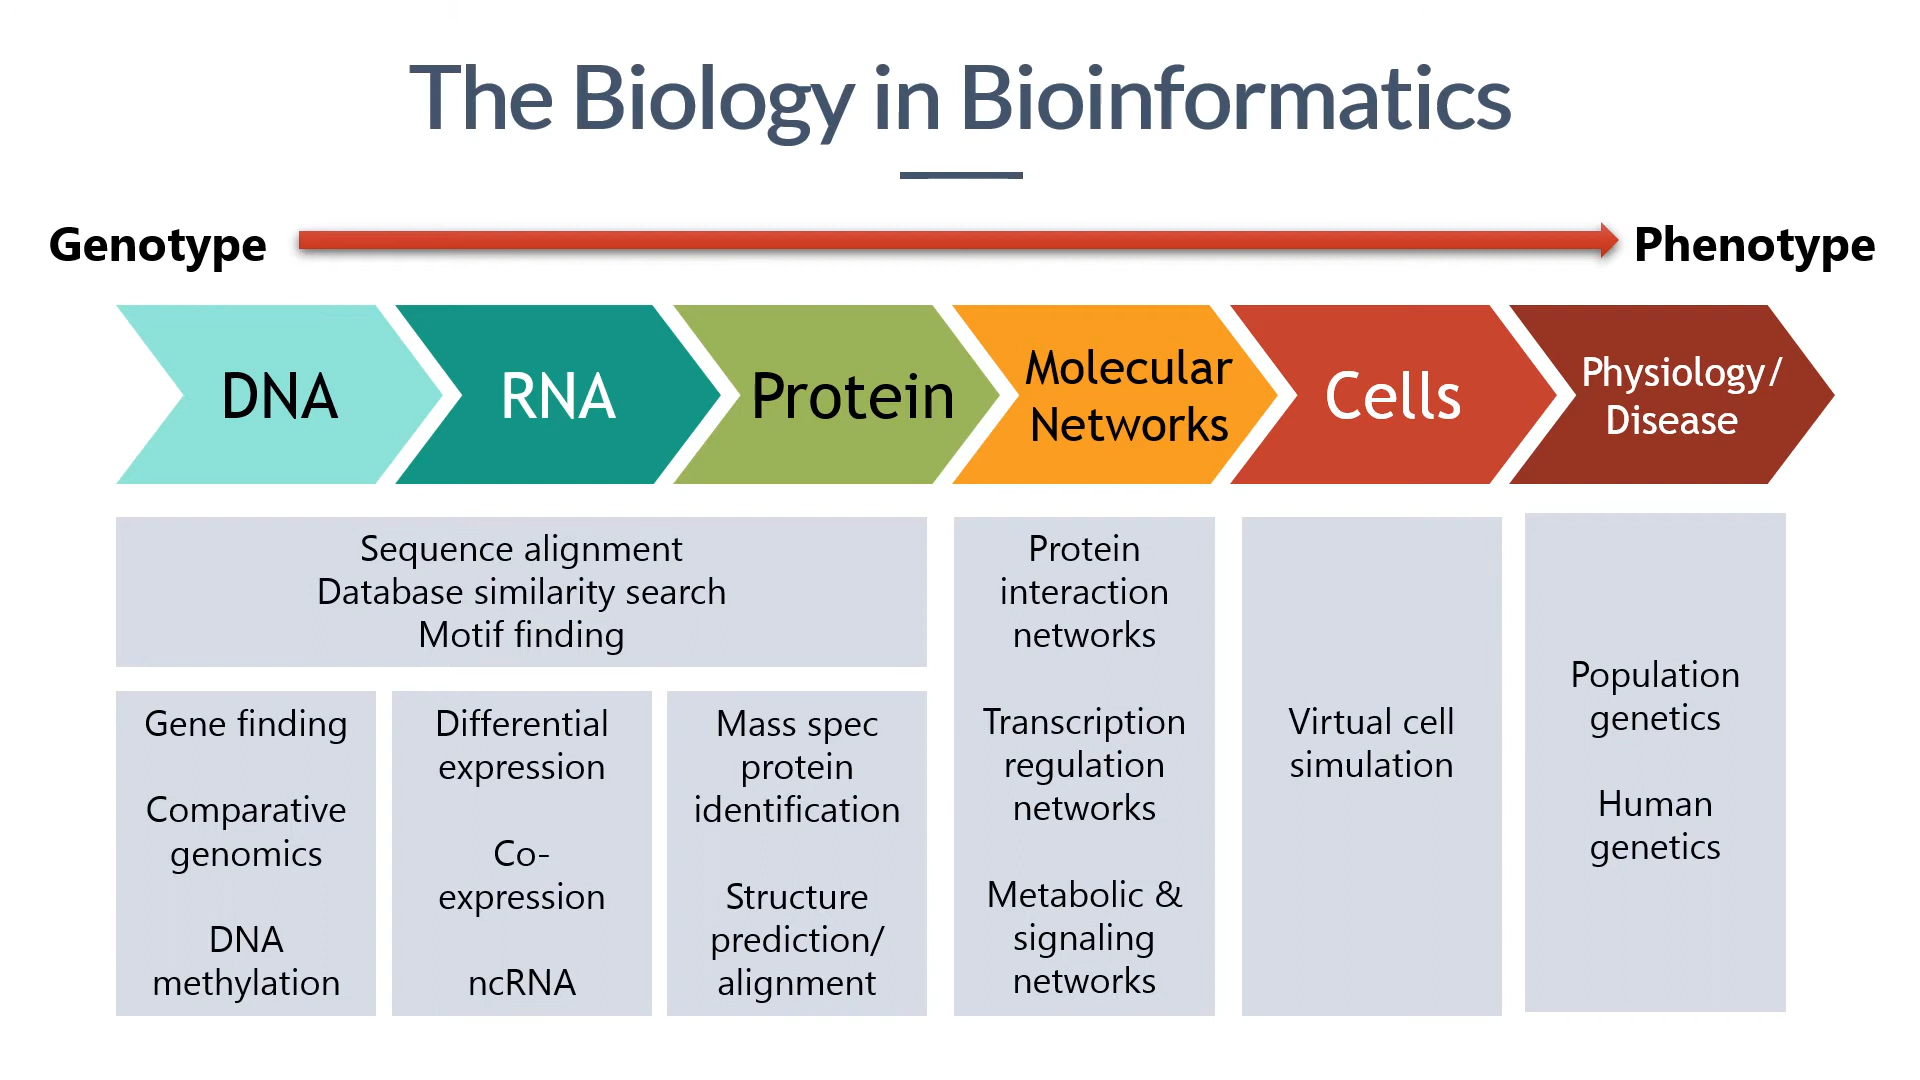 The Biology in Bioinformatics
Genotype
Phenotype
DNA
RNA
Protein
Molecular
Networks
Cells
Physiology/
Disease
Sequence alignment
Database similarity search
Motif finding
Gene finding
Comparative
genomics
DNA
methylation
Differential
expression
Co-
expression
ncRNA
Mass spec
protein
identification
Structure
prediction/
alignment
Protein
interaction
networks
Transcription
regulation
networks
Metabolic &
signaling
networks
Virtual cell
simulation
Population
genetics
Human
genetics